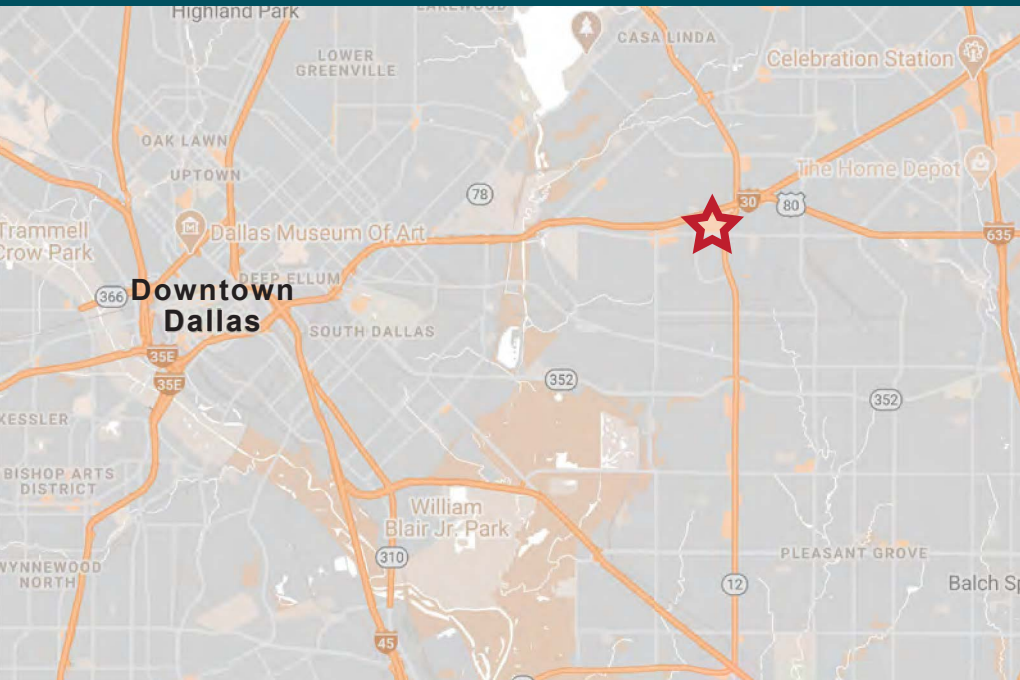 Highland Park
LAKEWOOD
CASA LINDA
LOWER
GREENVILLE
Celebration Station
OAK LAWN
The Home Depot
UPTOWN
78
30
80
Trammell
Crow Park
Dallas Museum Of Art
635
DEEP ELLUM
366
Downtown
Dallas
SOUTH DALLAS
35E
35E
352
352
KESSLER
BISHOP ARTS
DISTRICT
William
Blair Jr. Park
310
PLEASANT GROVE
WYNNEWOOD
NORTH
12
Balch Sp
45